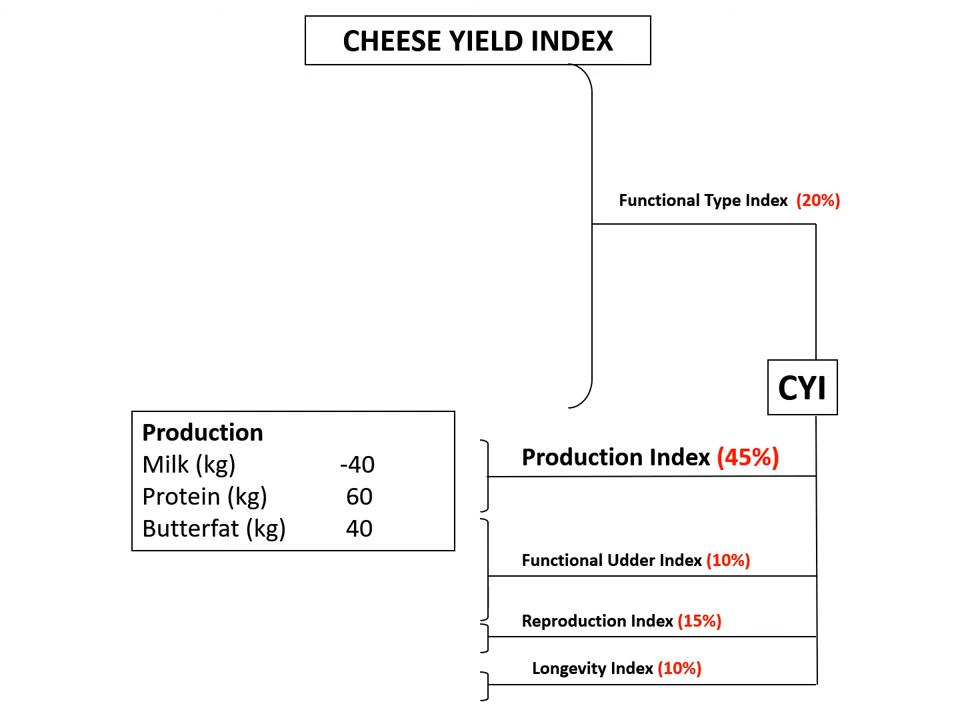 CHEESE YIELD INDEX
Functional Type Index (20%)
CYI
Production
Milk (kg) -40
Protein (kg) 60
Butterfat (kg) 40
Production Index (45%)
Functional Udder Index (10%)
Reproduction Index (15%)
Longevity Index (10%)